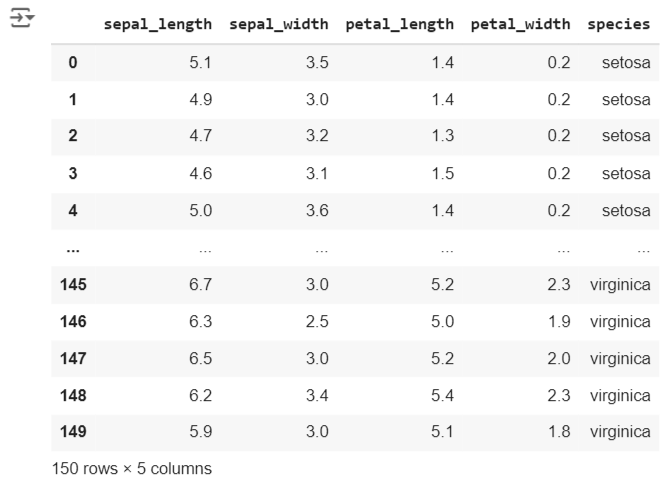 sepal_length sepal_width petal_length petal_width species
0 5.1 3.5 1.4 0.2 setosa
1 4.9 3.0 1.4 0.2 setosa
2 4.7 3.2 1.3 0.2 setosa
3 4.6 3.1 1.5 0.2 setosa
4 5.0 3.6 1.4 0.2 setosa
... ... ... ... ... ...
145 6.7 3.0 5.2 2.3 virginica
146 6.3 2.5 5.0 1.9 virginica
147 6.5 3.0 5.2 2.0 virginica
148 6.2 3.4 5.4 2.3 virginica
149 5.9 3.0 5.1 1.8 virginica
150 rows × 5 columns